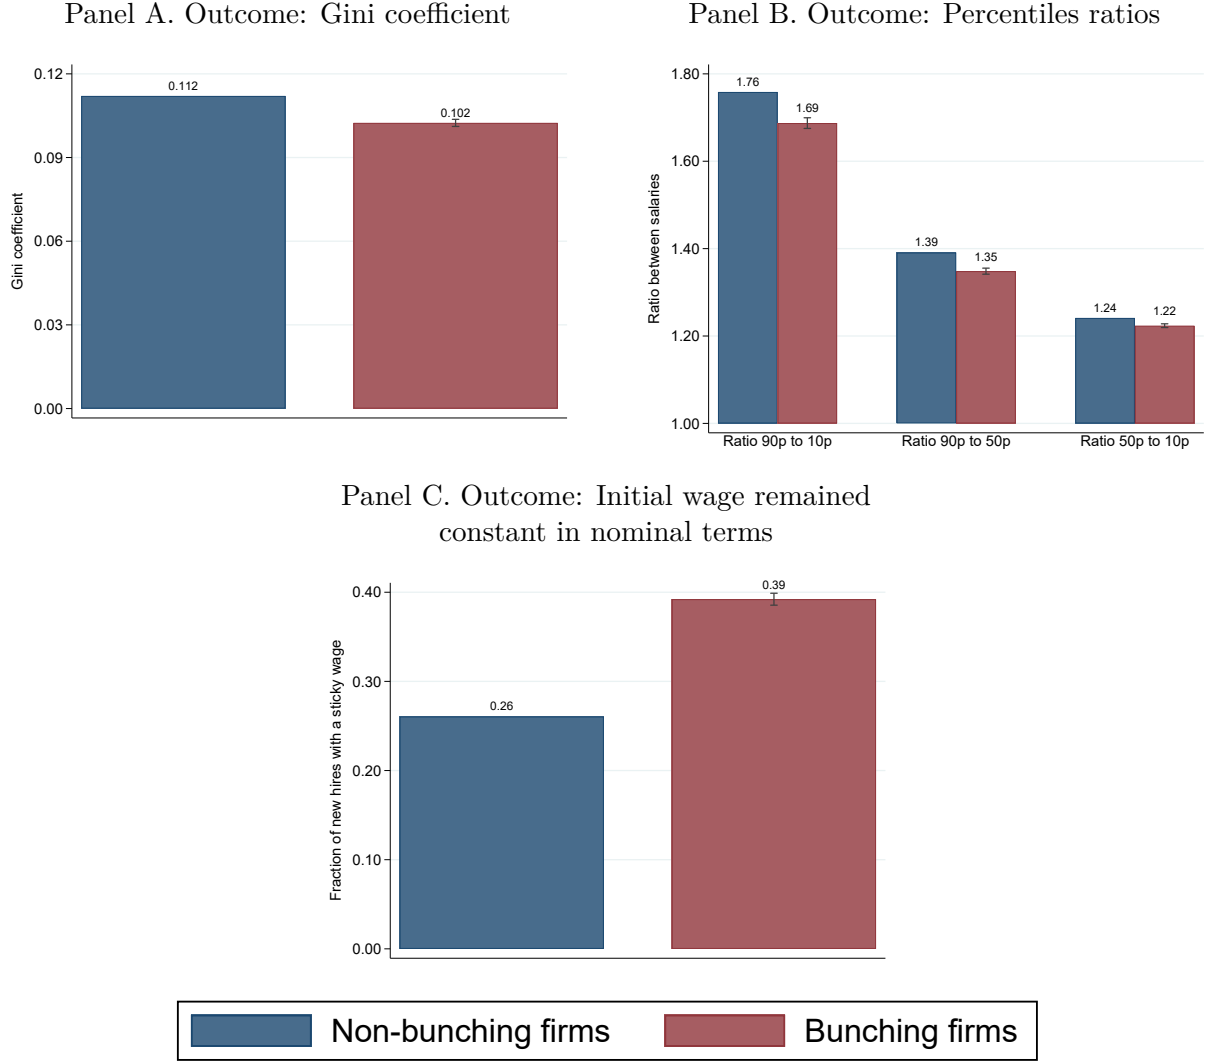 Panel A. Outcome: Gini coefficient
Gini coefficient
0.12
0.09
0.06
0.03
0.00
0.112
0.102
Panel B. Outcome: Percentiles ratios
Ratio between salaries
1.80
1.60
1.40
1.20
1.00
1.76
1.69
1.39
1.35
1.24
1.22
Ratio 90p to 10p
Ratio 90p to 50p
Ratio 50p to 10p
Panel C. Outcome: Initial wage remained
constant in nominal terms
Fraction of new hires with a sticky wage
0.40
0.30
0.20
0.10
0.00
0.26
0.39
Non-bunching firms
Bunching firms